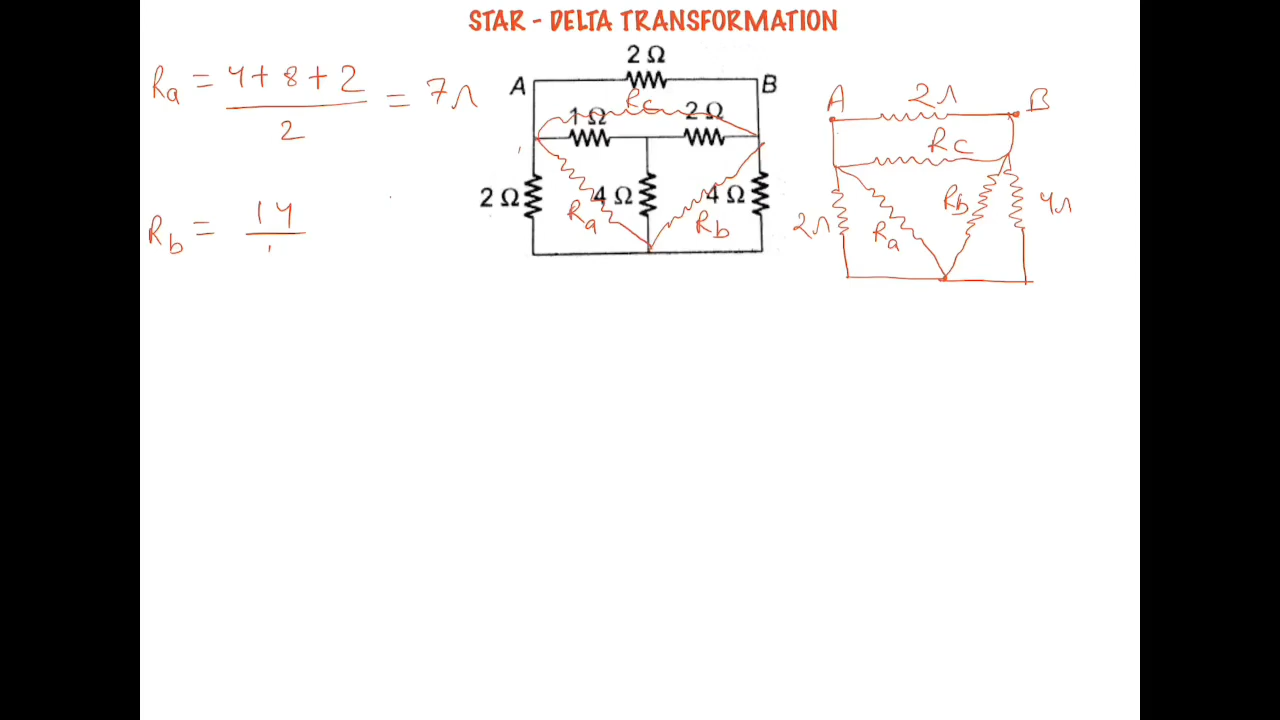 STAR - DELTA TRANSFORMATION
Ra = 4+8+2 / 2 = 7Ω
Rb = 14
2 Ω
A B
Rc
1 Ω 2 Ω
2 Ω 4 Ω 4 Ω
Ra Rb
A 2Ω B
Rc
2Ω Ra Rb 4Ω